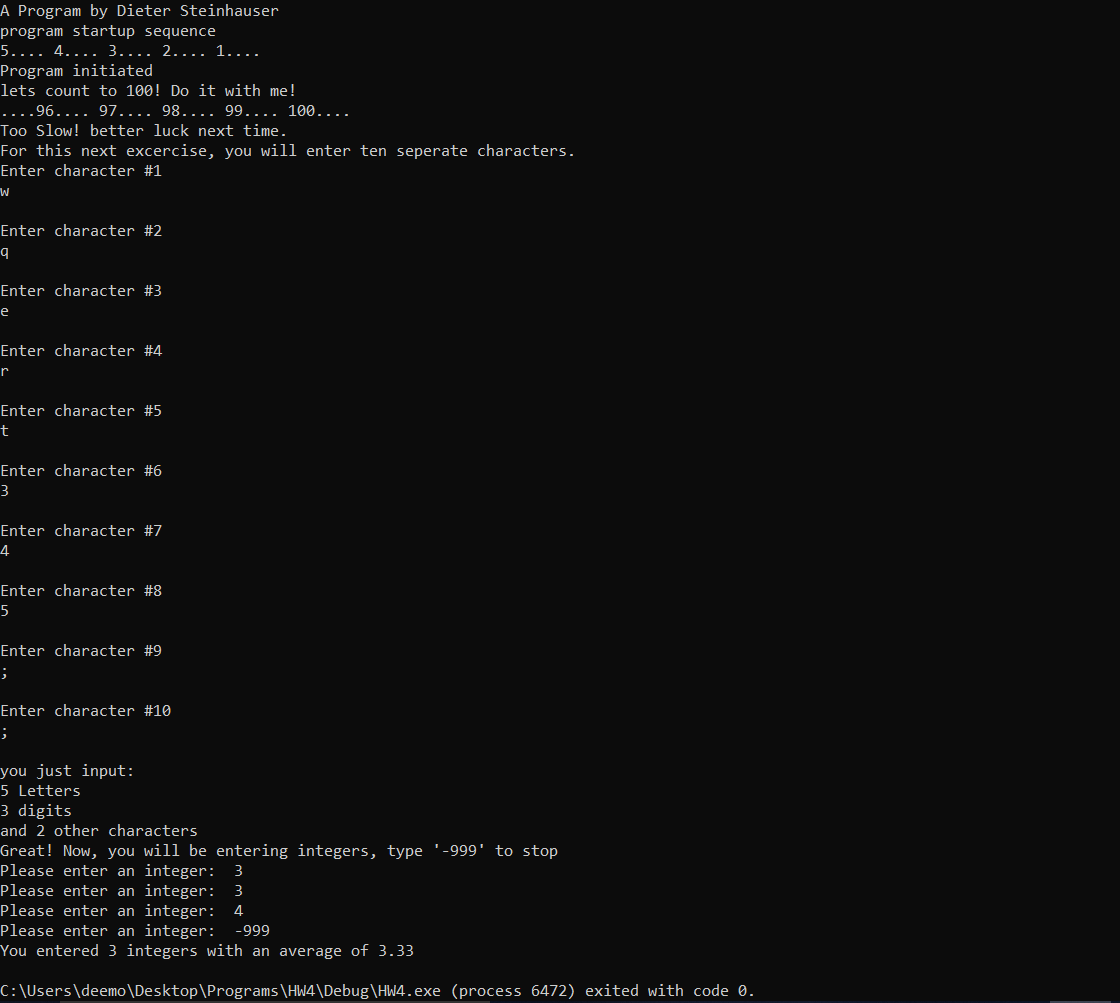 A Program by Dieter Steinhauser
program startup sequence
5.... 4.... 3.... 2.... 1....
Program initiated
lets count to 100! Do it with me!
....96.... 97.... 98.... 99.... 100....
Too Slow! better luck next time.
For this next excercise, you will enter ten seperate characters.
Enter character #1
w
Enter character #2
q
Enter character #3
e
Enter character #4
r
Enter character #5
t
Enter character #6
3
Enter character #7
4
Enter character #8
5
Enter character #9
;
Enter character #10
;
you just input:
5 Letters
3 digits
and 2 other characters
Great! Now, you will be entering integers, type '-999' to stop
Please enter an integer:  3
Please enter an integer:  3
Please enter an integer:  4
Please enter an integer:  -999
You entered 3 integers with an average of 3.33
C:\Users\deemo\Desktop\Programs\HW4\Debug\HW4.exe (process 6472) exited with code 0.